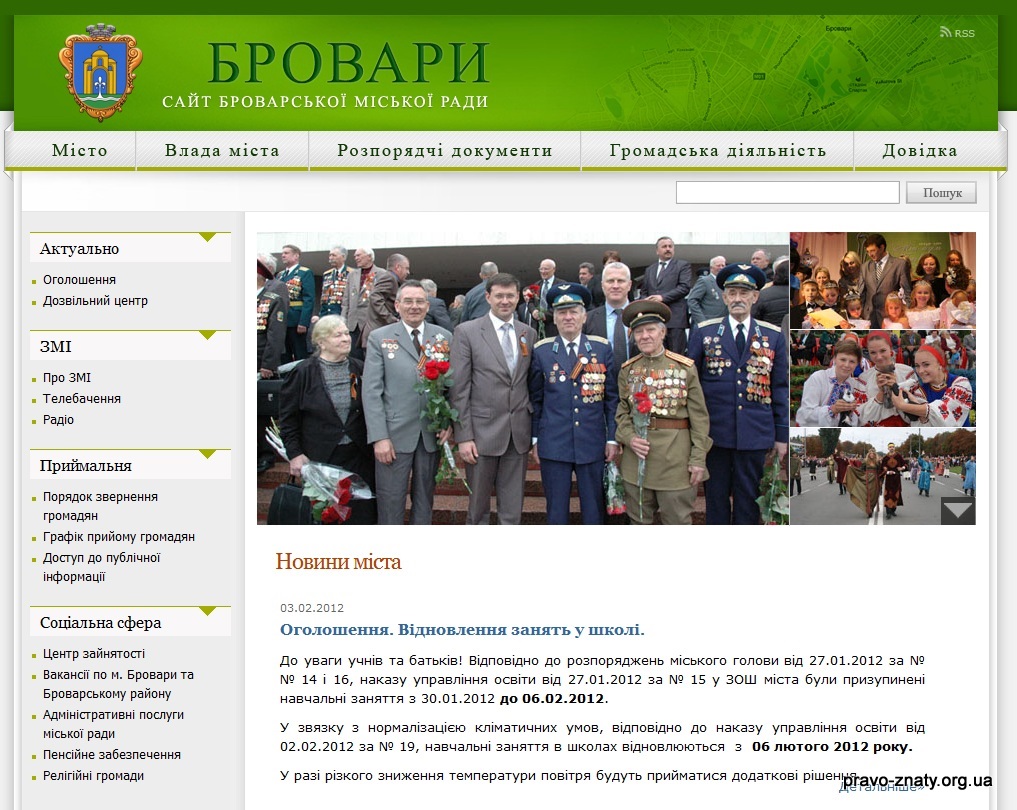 RSS
БРОВАРИ
САЙТ БРОВАРСЬКОЇ МІСЬКОЇ РАДИ
Бровари
Місто
Влада міста
Розпорядчі документи
Громадська діяльність
Довідка
Пошук
Актуально
Оголошення
Дозвільний центр
ЗМІ
Про ЗМІ
Телебачення
Радіо
Приймальня
Порядок звернення
громадян
Графік прийому громадян
Доступ до публічної
інформації
Соціальна сфера
Центр зайнятості
Вакансії по м. Бровари та
Броварському району
Адміністративні послуги
міської ради
Пенсійне забезпечення
Релігійні громади
Новини міста
03.02.2012
Оголошення. Відновлення занять у школі.
До уваги учнів та батьків! Відповідно до розпоряджень міського голови від 27.01.2012 за №
№ 14 і 16, наказу управління освіти від 27.01.2012 за № 15 у ЗОШ міста були призупинені
навчальні заняття з 30.01.2012 до 06.02.2012.
У звязку з нормалізацією кліматичних умов, відповідно до наказу управління освіти від
02.02.2012 за № 19, навчальні заняття в школах відновлюються з 06 лютого 2012 року.
У разі різкого зниження температури повітря будуть прийматися додаткові рішення.
Детальніше»
pravo-znaty.org.ua